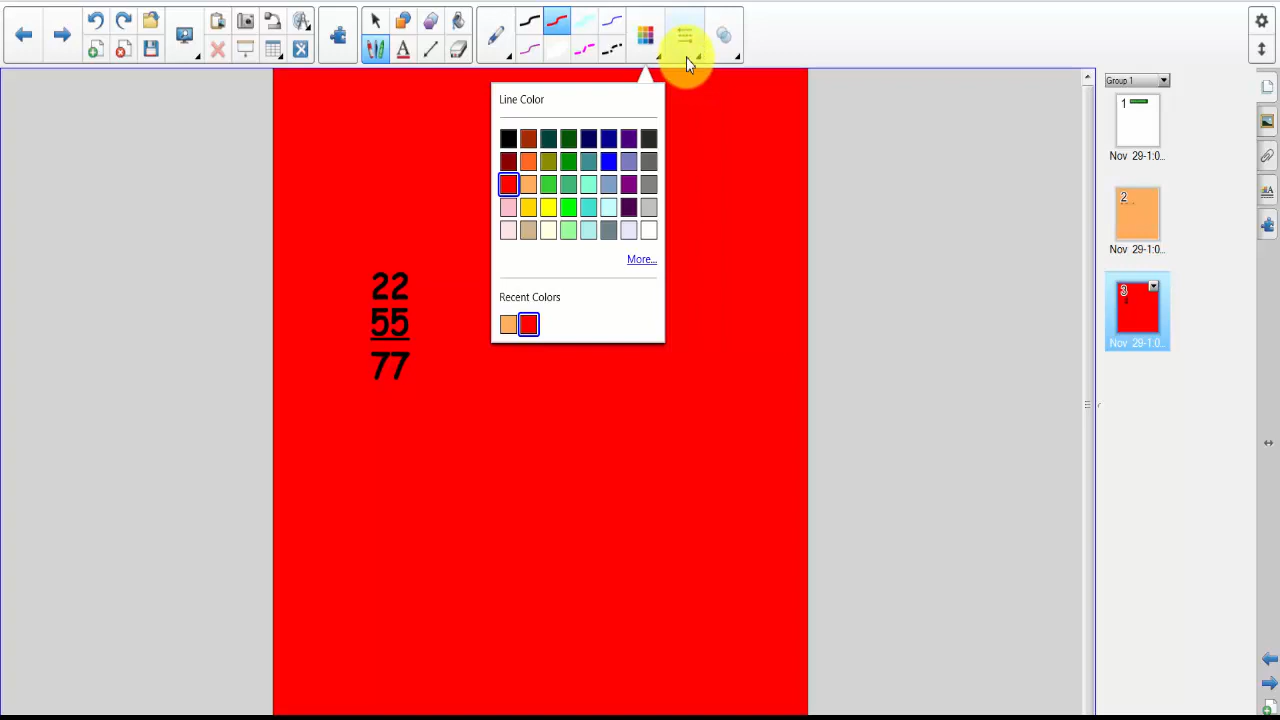 Line Color
More...
Recent Colors
22
55
77
Group 1
1
Nov 29-1:0...
2
Nov 29-1:0...
3
Nov 29-1:0...